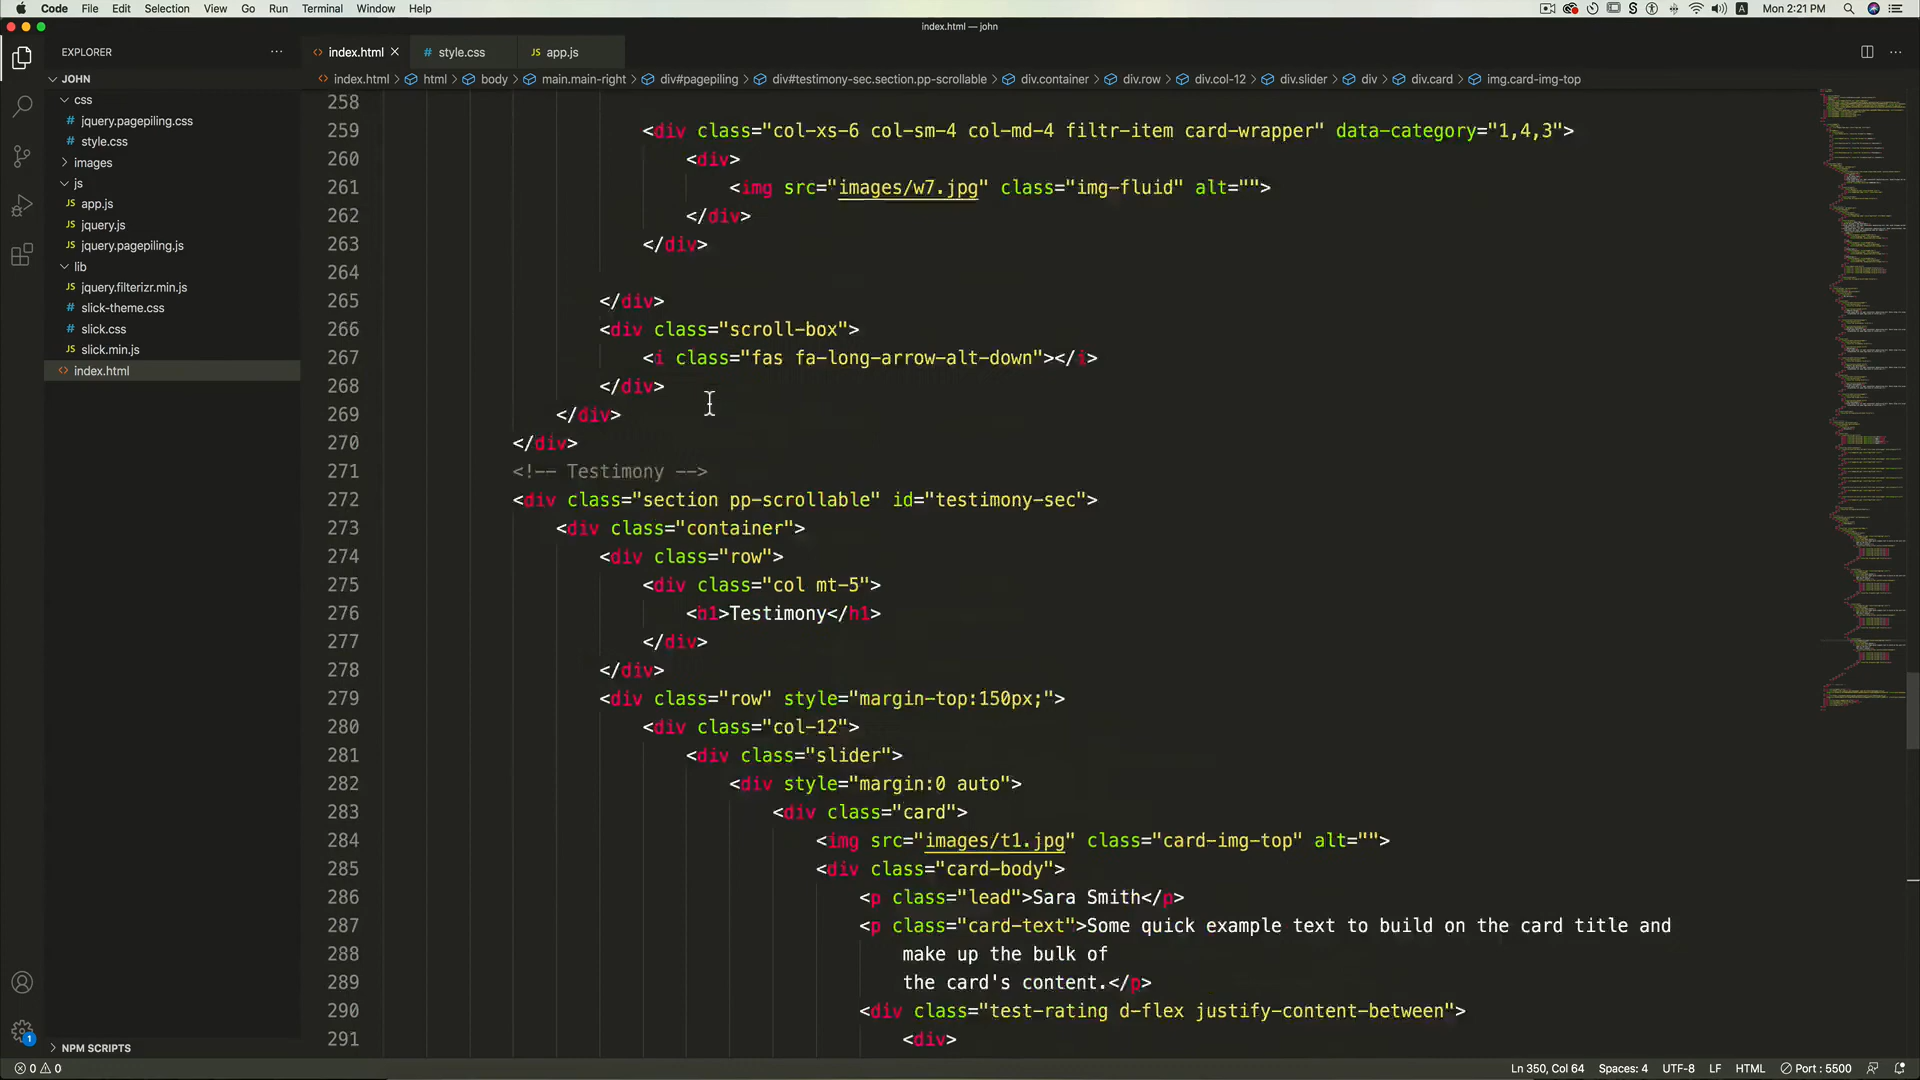 Code File Edit Selection View Go Run Terminal Window Help
Mon 2:21 PM
index.html — john
EXPLORER
index.html
style.css
app.js
JOHN
css
jquery.pagepiling.css
style.css
images
js
app.js
jquery.js
jquery.pagepiling.js
lib
jquery.filterizr.min.js
slick-theme.css
slick.css
slick.min.js
index.html
NPM SCRIPTS
index.html > html > body > main.main-right > div#pagepiling > div#testimony-sec.section.pp-scrollable > div.container > div.row > div.col-12 > div.slider > div > div.card > img.card-img-top
258
259 <div class="col-xs-6 col-sm-4 col-md-4 filtr-item card-wrapper" data-category="1,4,3">
260 <div>
261 <img src="images/w7.jpg" class="img-fluid" alt="">
262 </div>
263 </div>
264
265 </div>
266 <div class="scroll-box">
267 <i class="fas fa-long-arrow-alt-down"></i>
268 </div>
269 </div>
270 </div>
271 <!-- Testimony -->
272 <div class="section pp-scrollable" id="testimony-sec">
273 <div class="container">
274 <div class="row">
275 <div class="col mt-5">
276 <h1>Testimony</h1>
277 </div>
278 </div>
279 <div class="row" style="margin-top:150px;">
280 <div class="col-12">
281 <div class="slider">
282 <div style="margin:0 auto">
283 <div class="card">
284 <img src="images/t1.jpg" class="card-img-top" alt="">
285 <div class="card-body">
286 <p class="lead">Sara Smith</p>
287 <p class="card-text">Some quick example text to build on the card title and
288 make up the bulk of
289 the card's content.</p>
290 <div class="test-rating d-flex justify-content-between">
291 <div>
0 0
Ln 350, Col 64 Spaces: 4 UTF-8 LF HTML Port : 5500